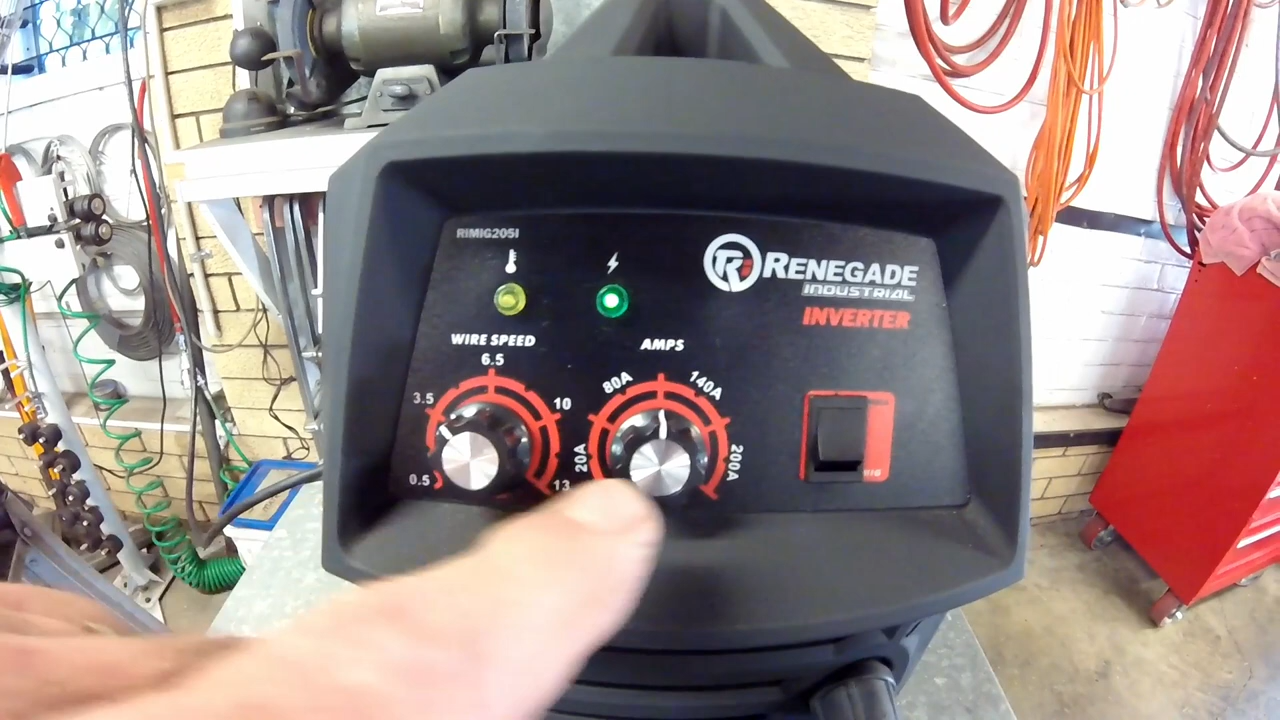 RIMIG205I
RENEGADE
INDUSTRIAL
INVERTER
WIRE SPEED
6.5
3.5
10
0.5
13
AMPS
80A
140A
20A
200A